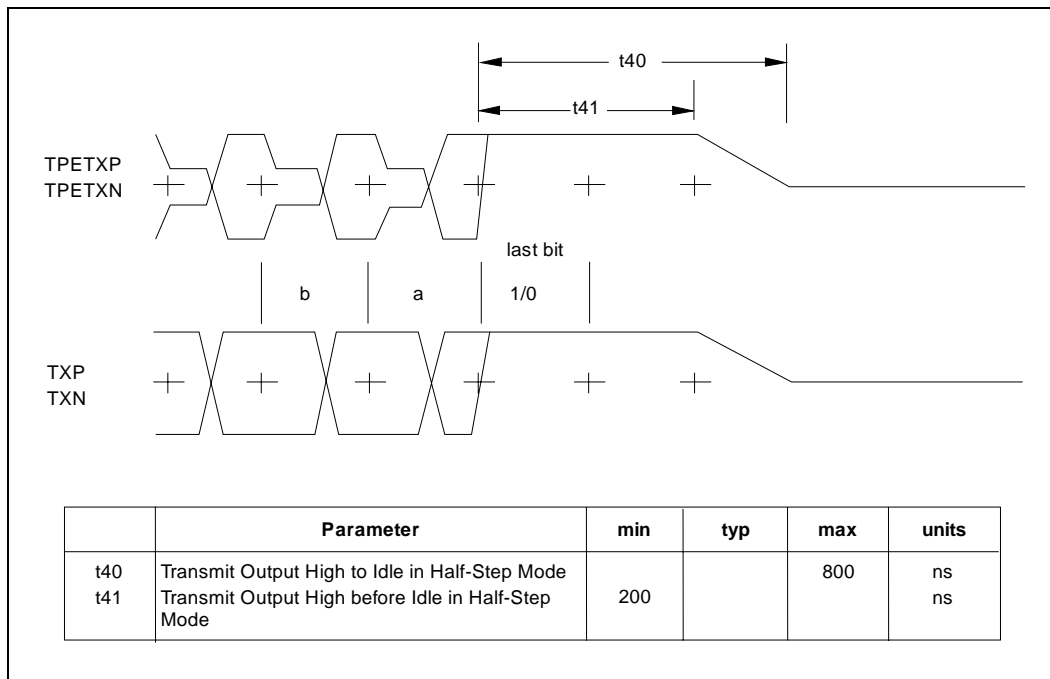 t40
t41
TPETXP
TPETXN
last bit
b a 1/0
TXP
TXN
Parameter min typ max units
t40 Transmit Output High to Idle in Half-Step Mode 800 ns
t41 Transmit Output High before Idle in Half-Step 200 ns
Mode